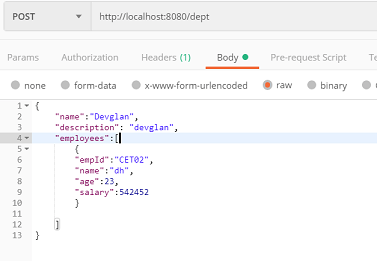 POST http://localhost:8080/dept
Params Authorization Headers (1) Body Pre-request Script Te
none form-data x-www-form-urlencoded raw binary
1 {
2 "name":"Devglan",
3 "description": "devglan",
4 "employees":[
5 {
6 "empId":"CET02",
7 "name":"dh",
8 "age":23,
9 "salary":542452
10 }
11
12 ]
13 }